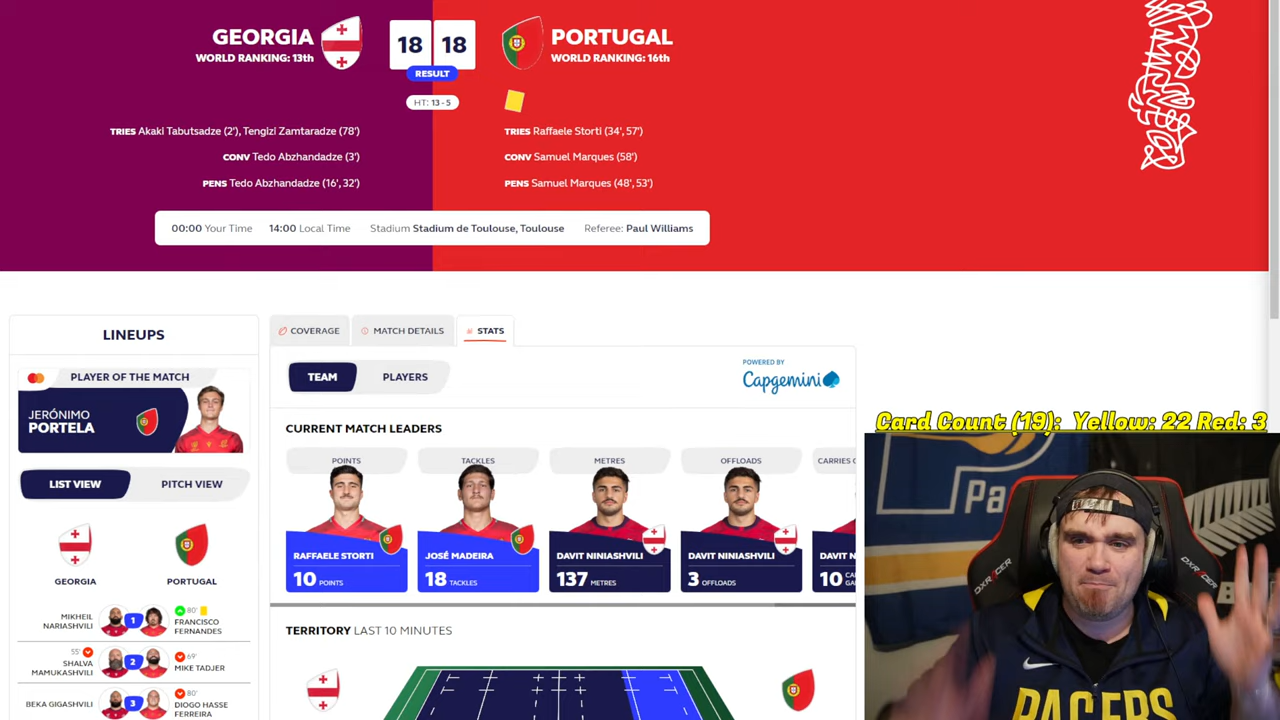 GEORGIA
WORLD RANKING: 13th
18 18
RESULT
HT: 13 - 5
PORTUGAL
WORLD RANKING: 16th
TRIES Akaki Tabutsadze (2'), Tengizi Zamtaradze (78')
CONV Tedo Abzhandadze (3')
PENS Tedo Abzhandadze (16', 32')
TRIES Raffaele Storti (34', 57')
CONV Samuel Marques (58')
PENS Samuel Marques (48', 53')
00:00 Your Time 14:00 Local Time Stadium Stadium de Toulouse, Toulouse Referee: Paul Williams
LINEUPS
PLAYER OF THE MATCH
JERÓNIMO
PORTELA
LIST VIEW PITCH VIEW
GEORGIA PORTUGAL
MIKHEIL
NARIASHVILI
1
80'
FRANCISCO
FERNANDES
55'
SHALVA
MAMUKASHVILI
2
69'
MIKE TADJER
BEKA GIGASHVILI
3
80'
DIOGO HASSE
FERREIRA
COVERAGE MATCH DETAILS STATS
TEAM PLAYERS
POWERED BY
Capgemini
CURRENT MATCH LEADERS
POINTS
RAFFAELE STORTI
10 POINTS
TACKLES
JOSÉ MADEIRA
18 TACKLES
METRES
DAVIT NINIASHVILI
137 METRES
OFFLOADS
DAVIT NINIASHVILI
3 OFFLOADS
CARRIES
DAVIT N
10 CA
GA
TERRITORY LAST 10 MINUTES
Card Count (19): Yellow: 22 Red: 3
Pa
DXRACER
DXRACER
PACERS